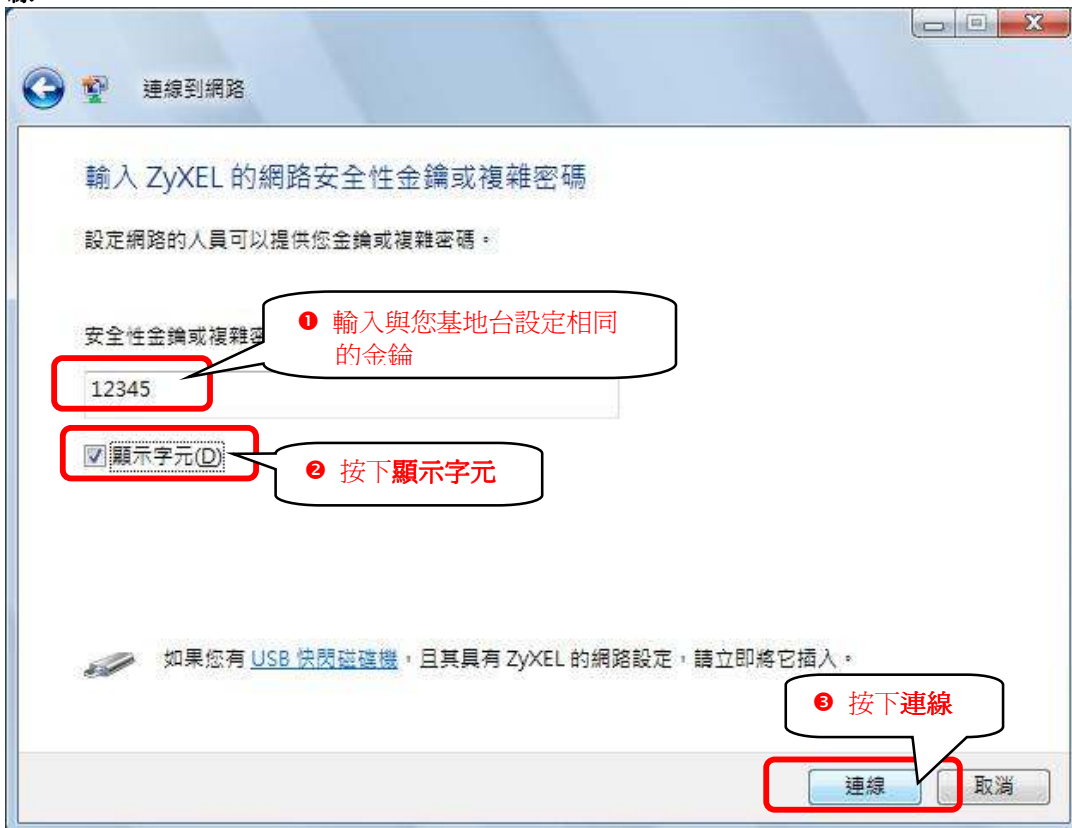 連線到網路
輸入 ZyXEL 的網路安全性金鑰或複雜密碼
設定網路的人員可以提供您金鑰或複雜密碼。
安全性金鑰或複雜密
❶ 輸入與您基地台設定相同
的金錀
12345
顯示字元(D)
❷ 按下顯示字元
如果您有 USB 快閃磁碟機，且其具有 ZyXEL 的網路設定，請立即將它插入。
❸ 按下連線
連線
取消